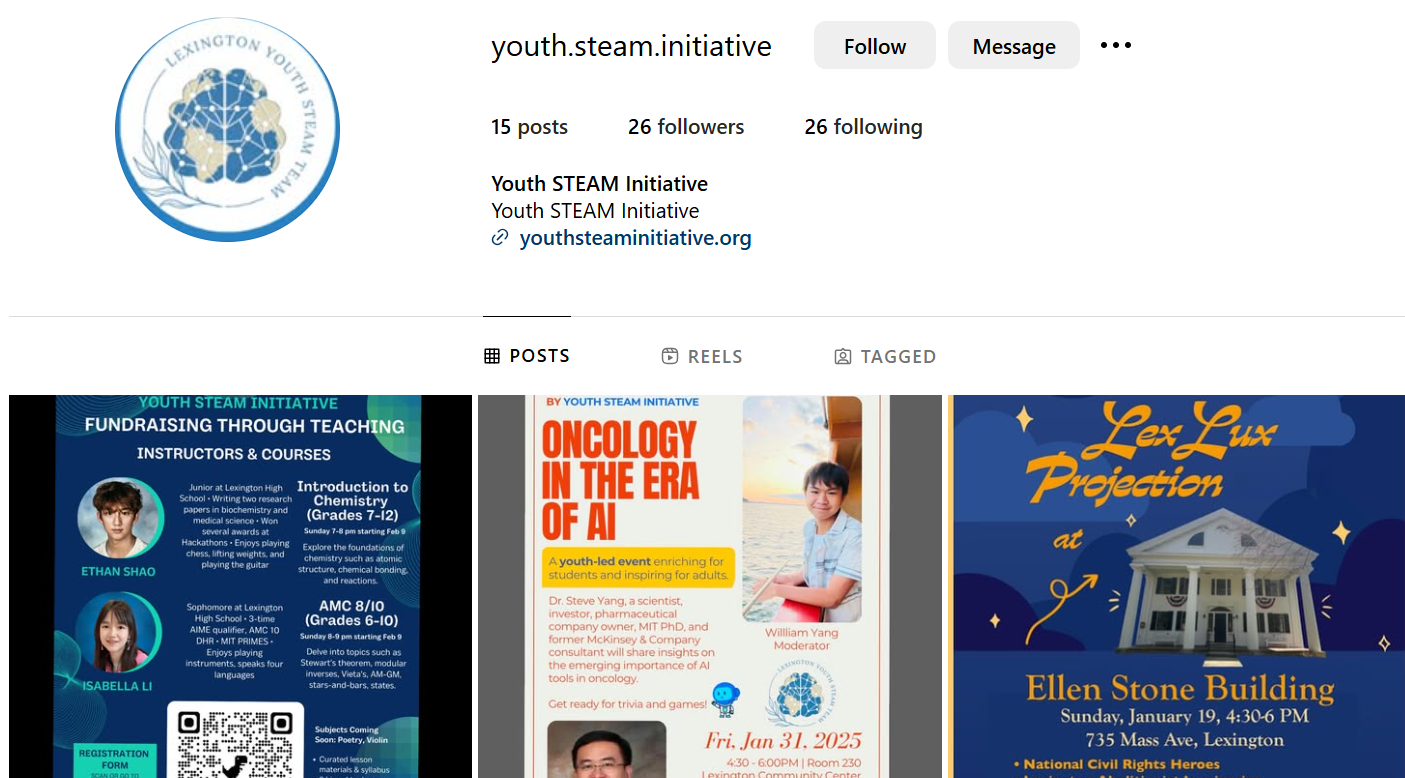 LEXINGTON YOUTH STEAM TEAM
youth.steam.initiative
Follow
Message
15 posts
26 followers
26 following
Youth STEAM Initiative
Youth STEAM Initiative
youthsteaminitiative.org
POSTS
REELS
TAGGED
YOUTH STEAM INITIATIVE
FUNDRAISING THROUGH TEACHING
INSTRUCTORS & COURSES
Junior at Lexington High
School • Writing two research
papers in biochemistry and
medical science • Won
several awards at
Hackathons • Enjoys playing
chess, lifting weights, and
playing the guitar
ETHAN SHAO
Introduction to
Chemistry
(Grades 7-12)
Sunday 7-8 pm starting Feb 9
Explore the foundations of
chemistry such as atomic
structure, chemical bonding,
and reactions.
Sophomore at Lexington
High School • 3-time
AIME qualifier, AMC 10
DHR • MIT PRIMES •
Enjoys playing
instruments, speaks four
languages
ISABELLA LI
AMC 8/10
(Grades 6-10)
Sunday 8-9 pm starting Feb 9
Delve into topics such as
Stewart's theorem, modular
inverses, Vieta's, AM-GM,
stars-and-bars, states.
REGISTRATION
FORM
SCAN OR GO TO
Subjects Coming
Soon: Poetry, Violin
• Curated lesson
materials & syllabus
BY YOUTH STEAM INITIATIVE
ONCOLOGY
IN THE ERA
OF AI
A youth-led event enriching for
students and inspiring for adults.
Dr. Steve Yang, a scientist,
investor, pharmaceutical
company owner, MIT PhD, and
former McKinsey & Company
consultant will share insights on
the emerging importance of AI
tools in oncology.
Get ready for trivia and games!
Willliam Yang
Moderator
LEXINGTON YOUTH STEAM TEAM
Fri, Jan 31, 2025
4:30 - 6:00PM | Room 230
Lexington Community Center
Lex Lux
Projection
at
Ellen Stone Building
Sunday, January 19, 4:30-6 PM
735 Mass Ave, Lexington
• National Civil Rights Heroes